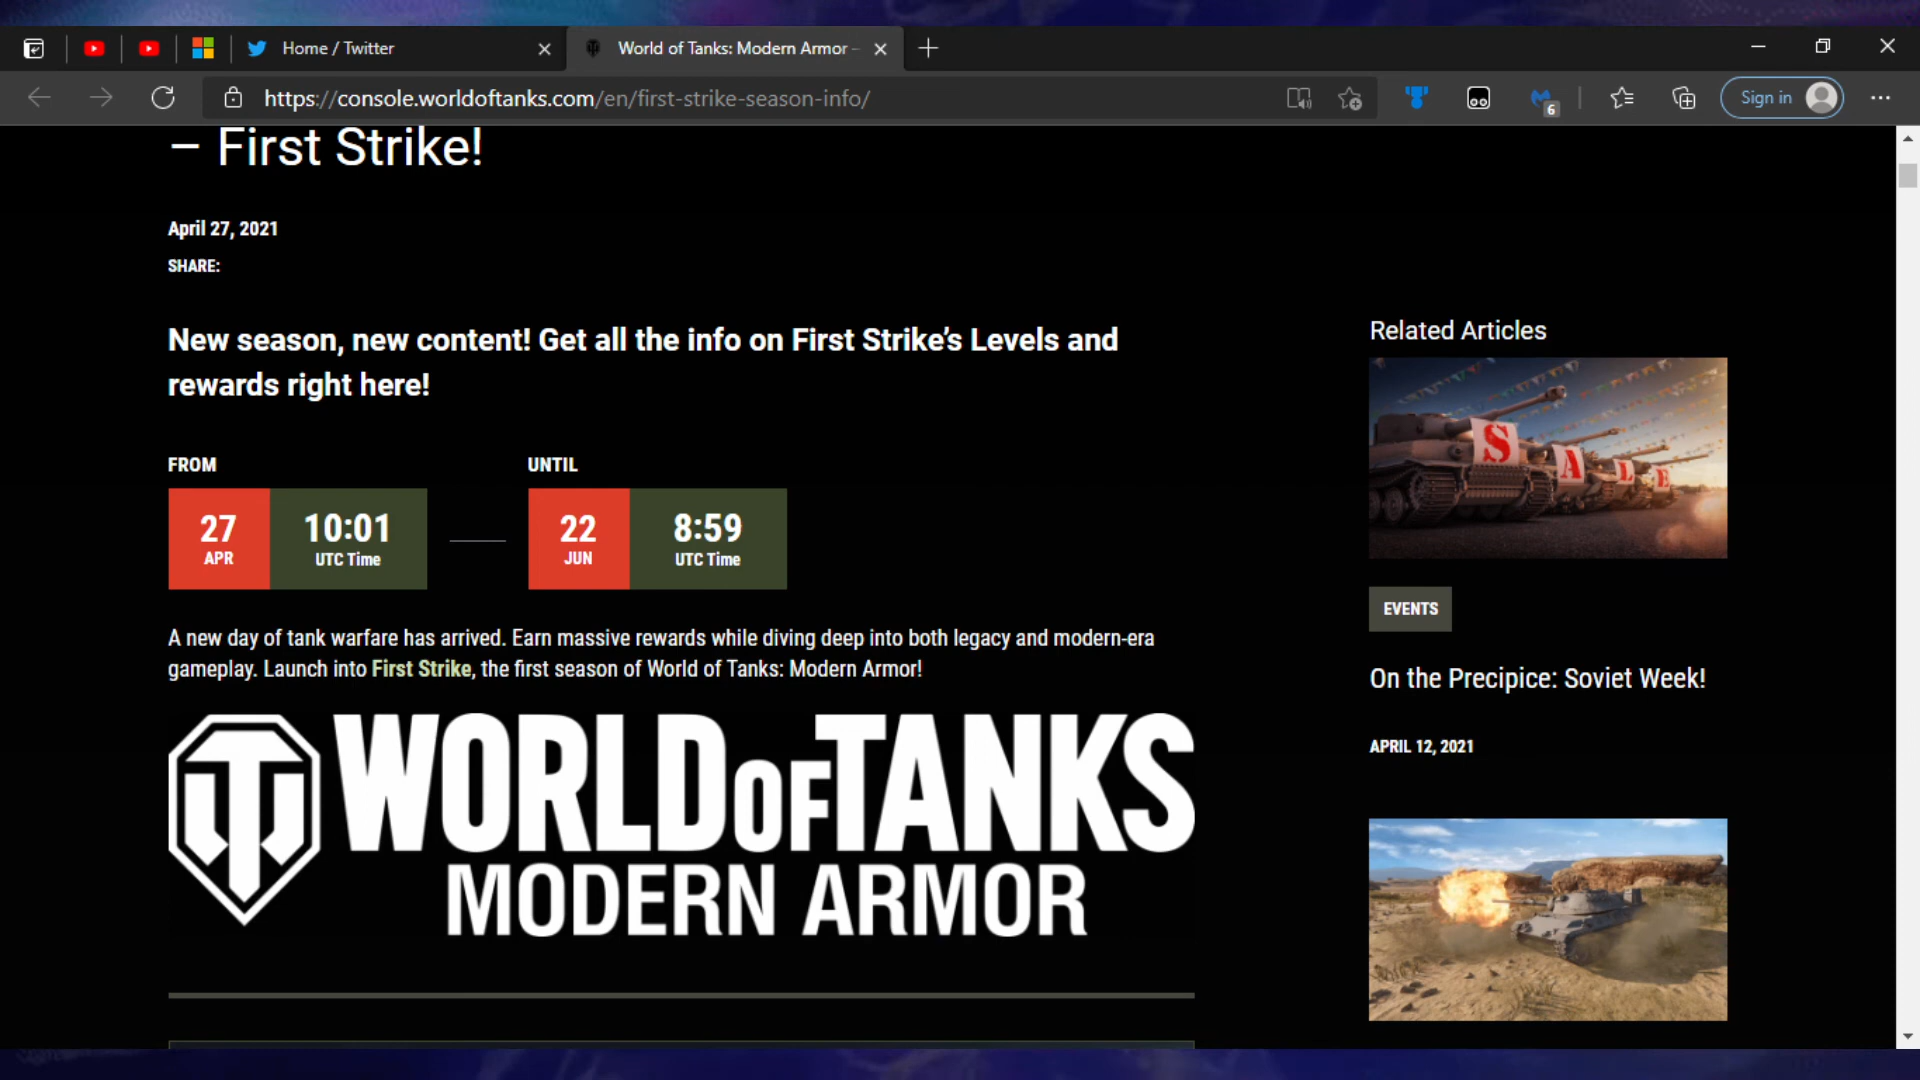 Home / Twitter
World of Tanks: Modern Armor –
https://console.worldoftanks.com/en/first-strike-season-info/
6
Sign in
– First Strike!
April 27, 2021
SHARE:
New season, new content! Get all the info on First Strike’s Levels and
rewards right here!
FROM
UNTIL
27
APR
10:01
UTC Time
22
JUN
8:59
UTC Time
A new day of tank warfare has arrived. Earn massive rewards while diving deep into both legacy and modern-era
gameplay. Launch into First Strike, the first season of World of Tanks: Modern Armor!
WORLD OF TANKS
MODERN ARMOR
Related Articles
SALE
EVENTS
On the Precipice: Soviet Week!
APRIL 12, 2021